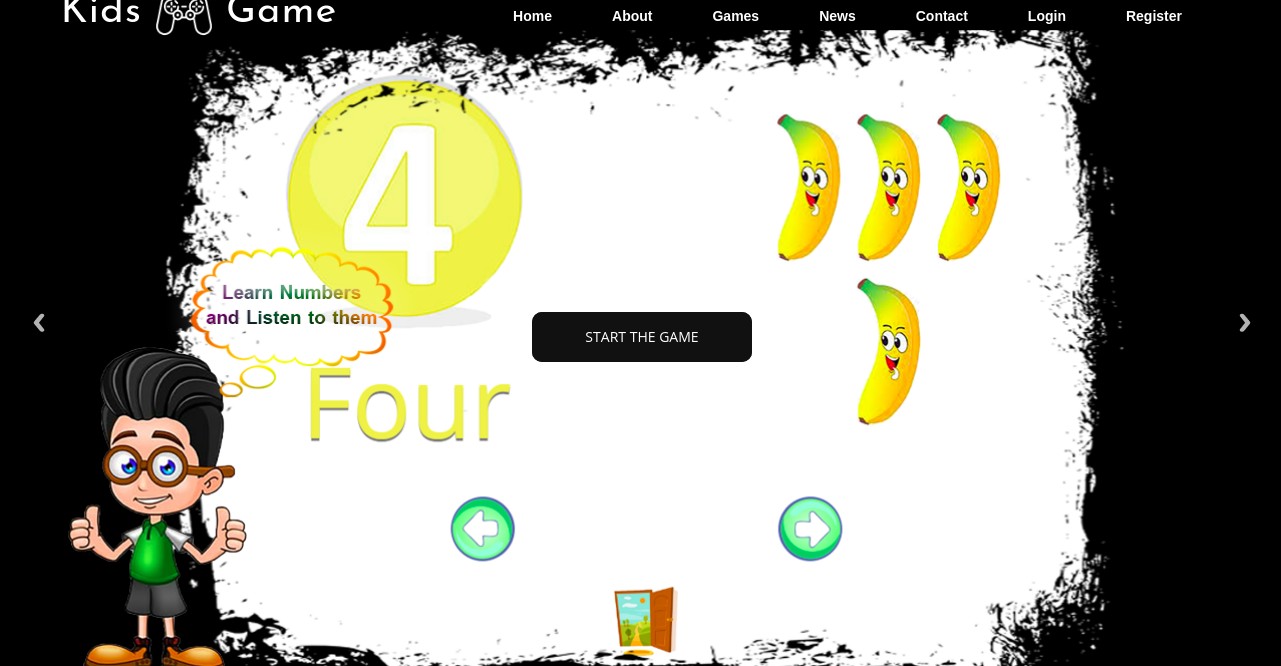 Kids Game
Home About Games News Contact Login Register
4
Learn Numbers
and Listen to them
START THE GAME
Four